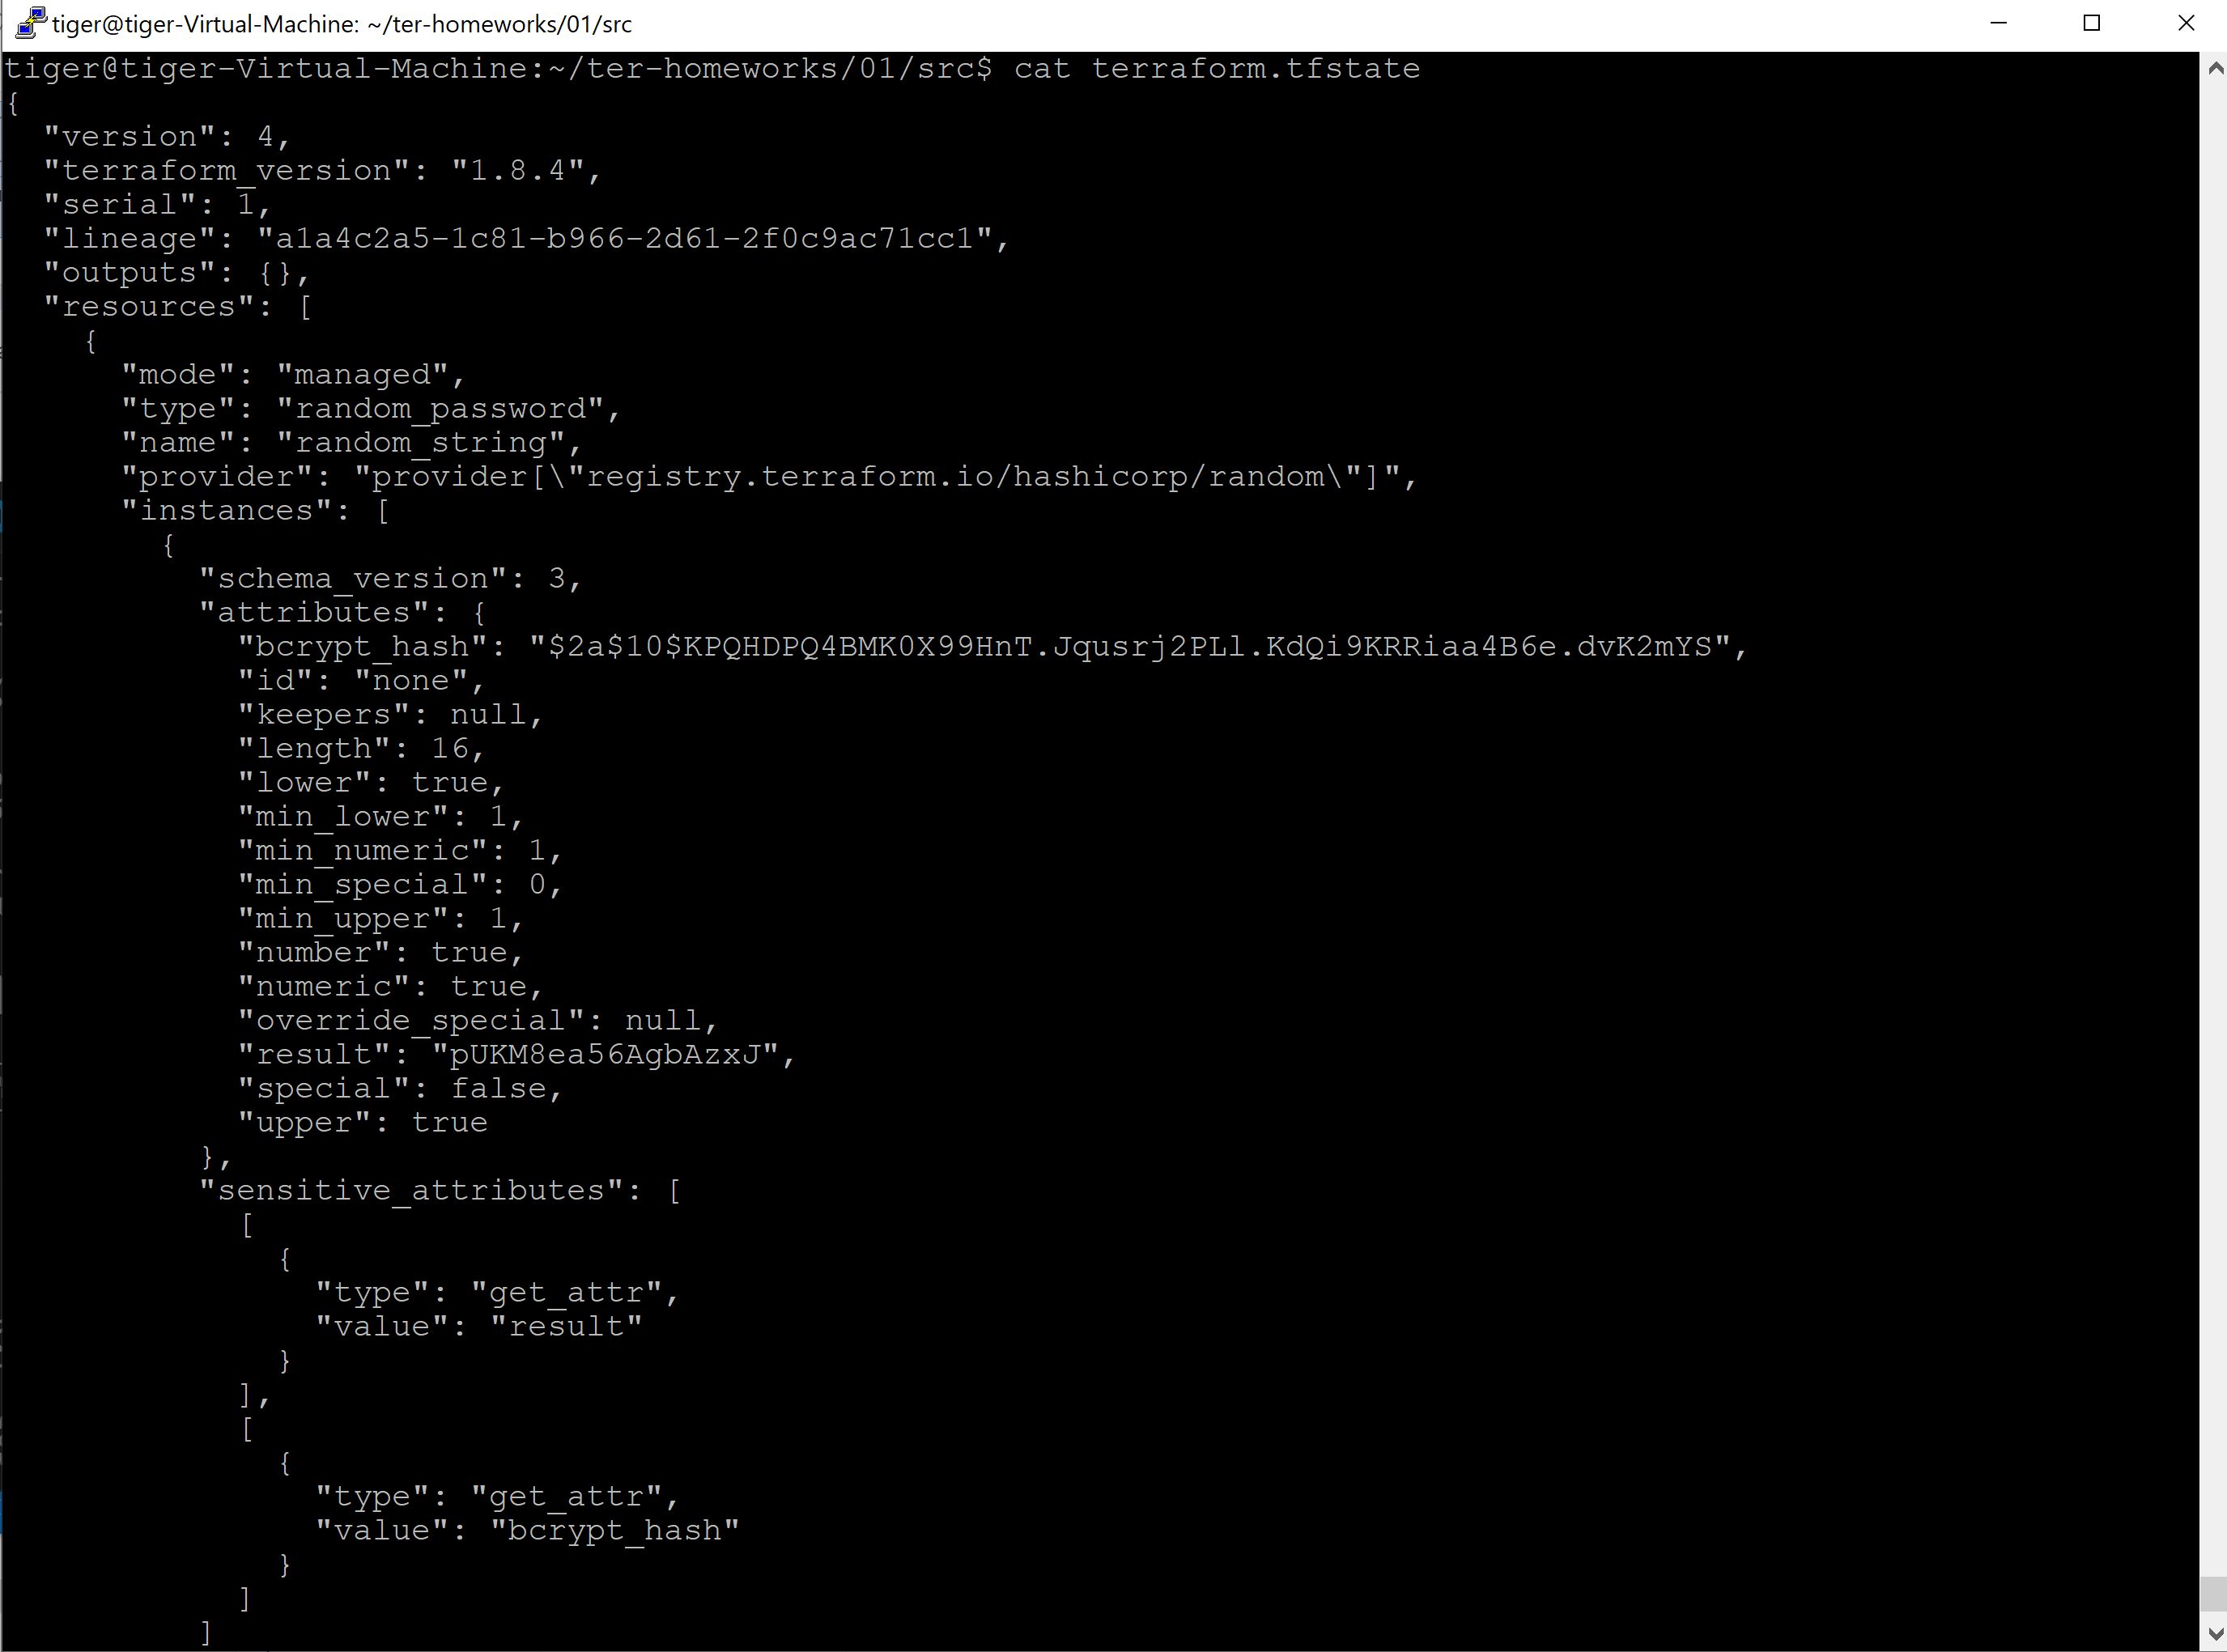 tiger@tiger-Virtual-Machine: ~/ter-homeworks/01/src
tiger@tiger-Virtual-Machine:~/ter-homeworks/01/src$ cat terraform.tfstate
{
  "version": 4,
  "terraform_version": "1.8.4",
  "serial": 1,
  "lineage": "a1a4c2a5-1c81-b966-2d61-2f0c9ac71cc1",
  "outputs": {},
  "resources": [
    {
      "mode": "managed",
      "type": "random_password",
      "name": "random_string",
      "provider": "provider[\"registry.terraform.io/hashicorp/random\"]",
      "instances": [
        {
          "schema_version": 3,
          "attributes": {
            "bcrypt_hash": "$2a$10$KPQHDPQ4BMK0X99HnT.Jqusrj2PLl.KdQi9KRRiaa4B6e.dvK2mYS",
            "id": "none",
            "keepers": null,
            "length": 16,
            "lower": true,
            "min_lower": 1,
            "min_numeric": 1,
            "min_special": 0,
            "min_upper": 1,
            "number": true,
            "numeric": true,
            "override_special": null,
            "result": "pUKM8ea56AgbAzxJ",
            "special": false,
            "upper": true
          },
          "sensitive_attributes": [
            [
              {
                "type": "get_attr",
                "value": "result"
              }
            ],
            [
              {
                "type": "get_attr",
                "value": "bcrypt_hash"
              }
            ]
          ]